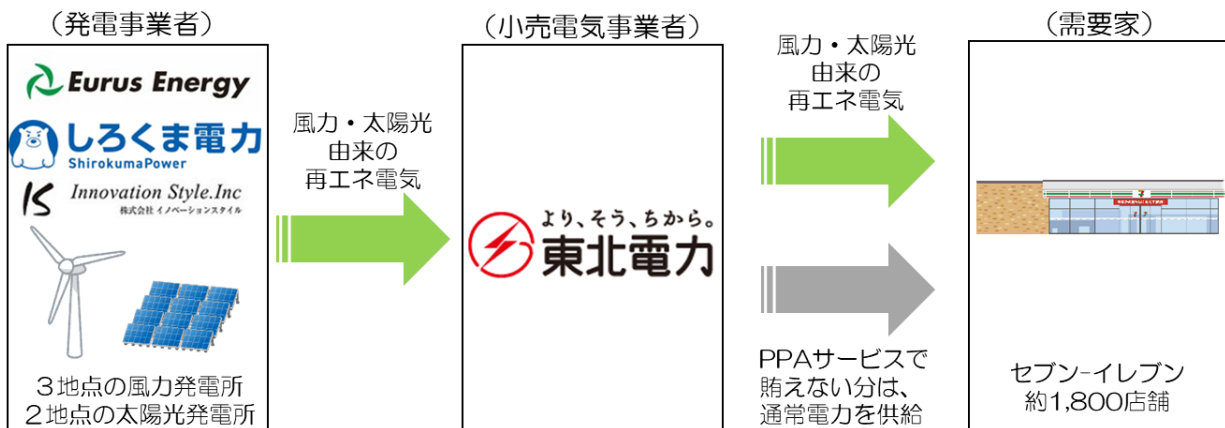 （発電事業者）
Eurus Energy
しろくま電力
ShirokumaPower
Innovation Style.Inc
株式会社 イノベーションスタイル
３地点の風力発電所
２地点の太陽光発電所
風力・太陽光
由来の
再エネ電気
（小売電気事業者）
より、そう、ちから。
東北電力
風力・太陽光
由来の
再エネ電気
PPAサービスで
賄えない分は、
通常電力を供給
（需要家）
セブン-イレブン
約1,800店舗